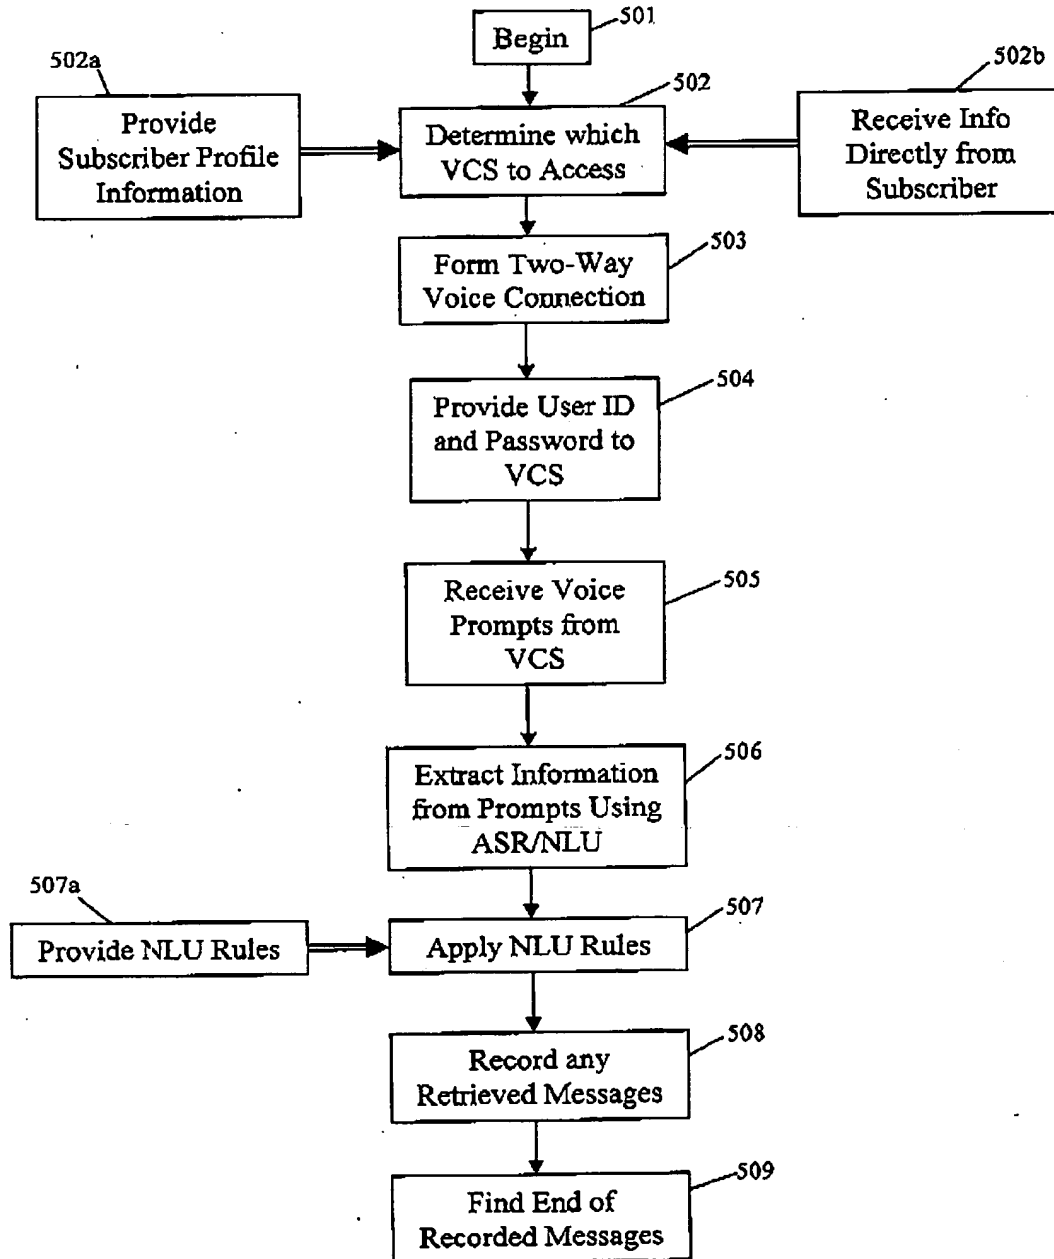 501
Begin
502a
502
502b
Provide
Subscriber Profile
Information
Determine which
VCS to Access
Receive Info
Directly from
Subscriber
503
Form Two-Way
Voice Connection
504
Provide User ID
and Password to
VCS
505
Receive Voice
Prompts from
VCS
506
Extract Information
from Prompts Using
ASR/NLU
507a
507
Provide NLU Rules
Apply NLU Rules
508
Record any
Retrieved Messages
509
Find End of
Recorded Messages